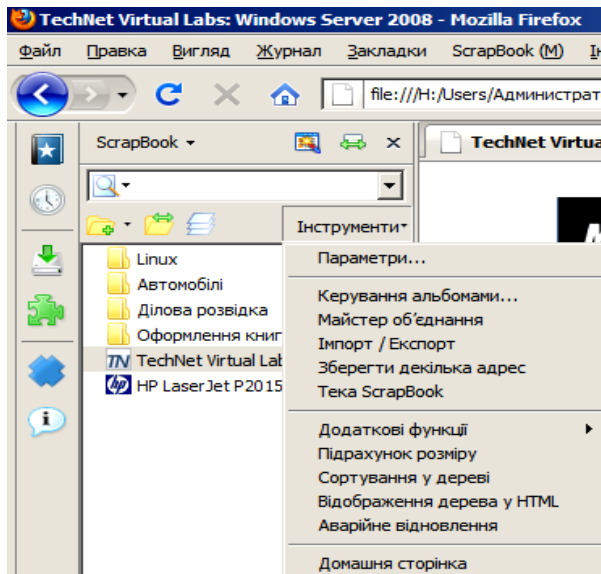 TechNet Virtual Labs: Windows Server 2008 - Mozilla Firefox
Файл Правка Вигляд Журнал Закладки ScrapBook (M)
file:///H:/Users/Администрат
ScrapBook
TechNet Virtua
Інструменти
Linux
Автомобілі
Ділова розвідка
Оформлення книг
TN TechNet Virtual Lab
hp HP LaserJet P2015
Параметри...
Керування альбомами...
Майстер об’єднання
Імпорт / Експорт
Зберегти декілька адрес
Тека ScrapBook
Додаткові функції
Підрахунок розміру
Сортування у дереві
Відображення дерева у HTML
Аварійне відновлення
Домашня сторінка